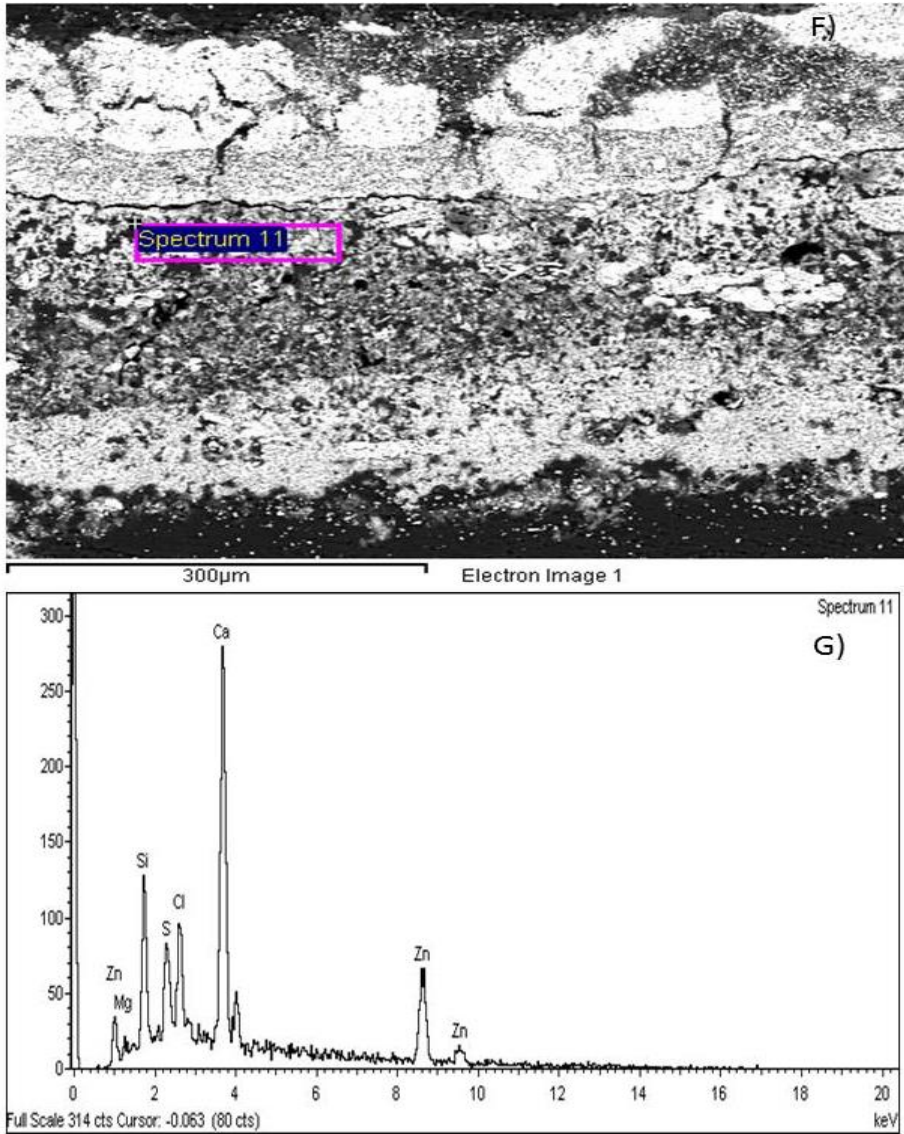 F)
Spectrum 11
300µm Electron Image 1
Spectrum 11
G)
300
250
200
150
100
50
0
Ca
Si
Cl
S
Zn
Mg
Zn
Zn
0 2 4 6 8 10 12 14 16 18 20
Full Scale 314 cts Cursor: -0.063 (80 cts) keV